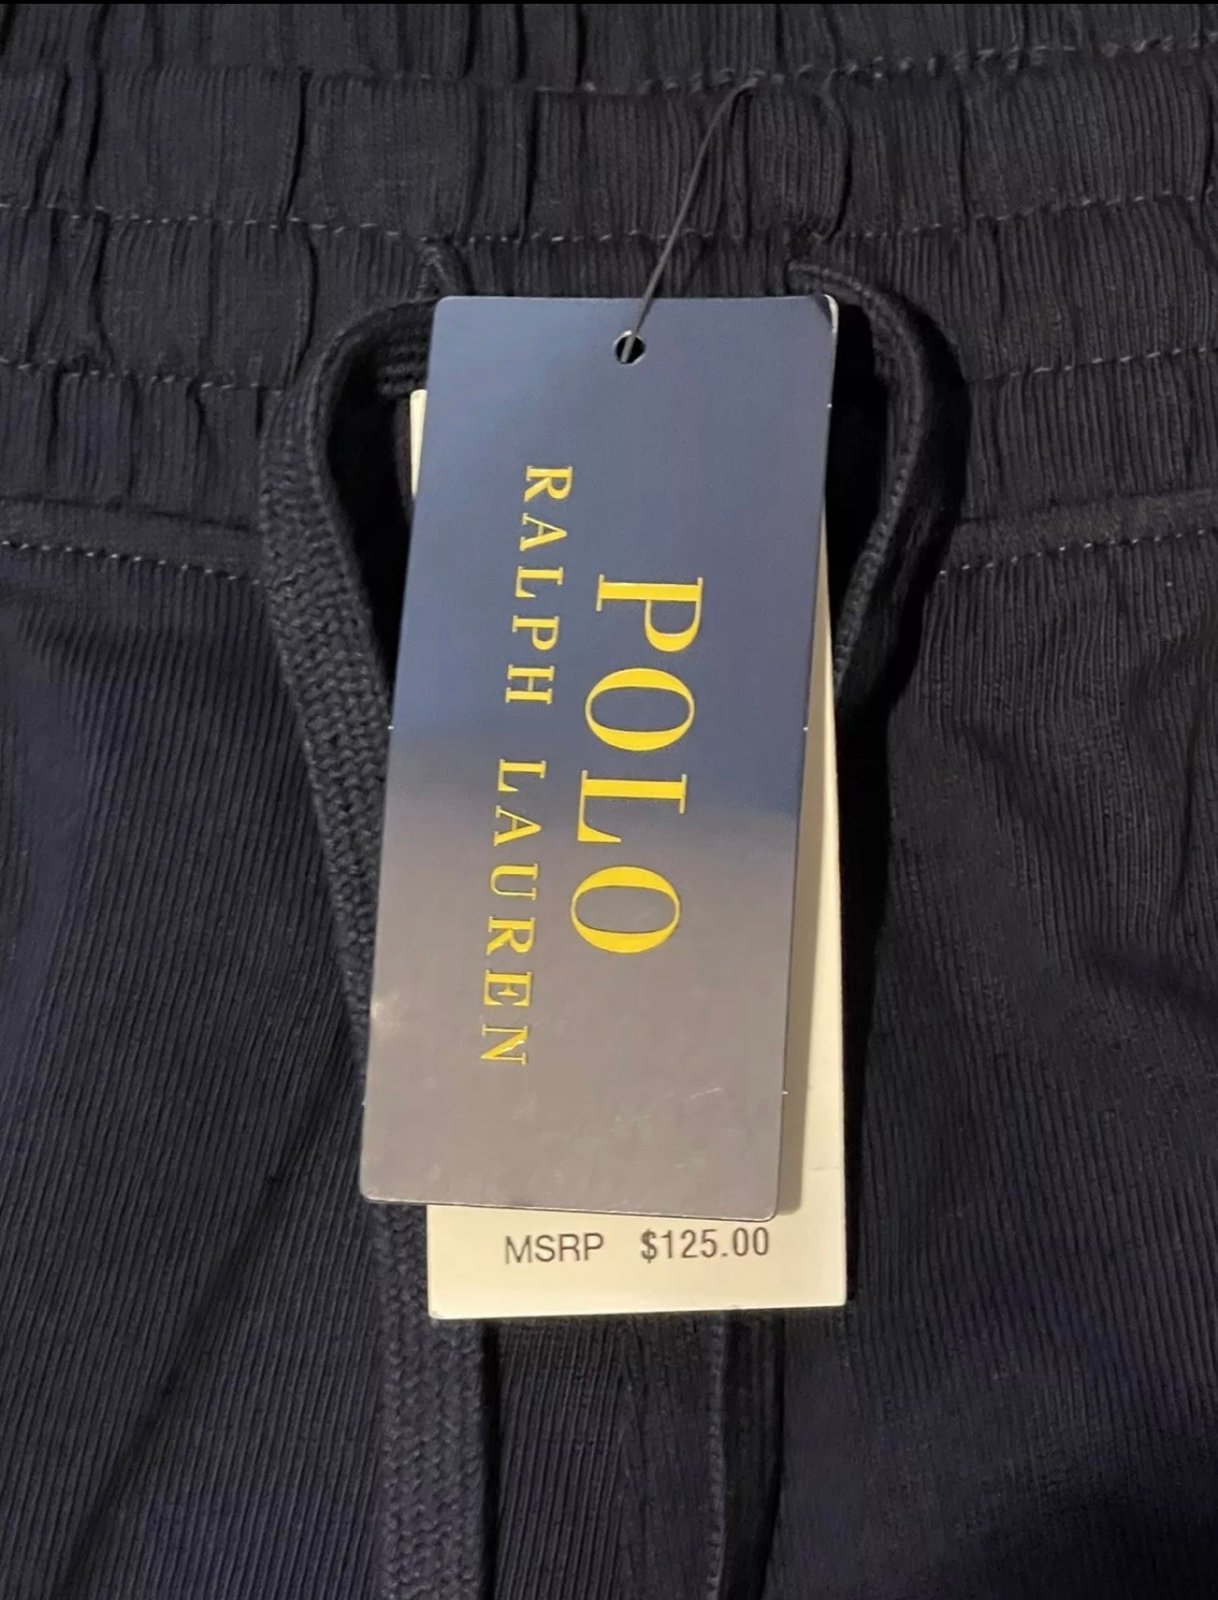 POLO
RALPH LAUREN
MSRP $125.00